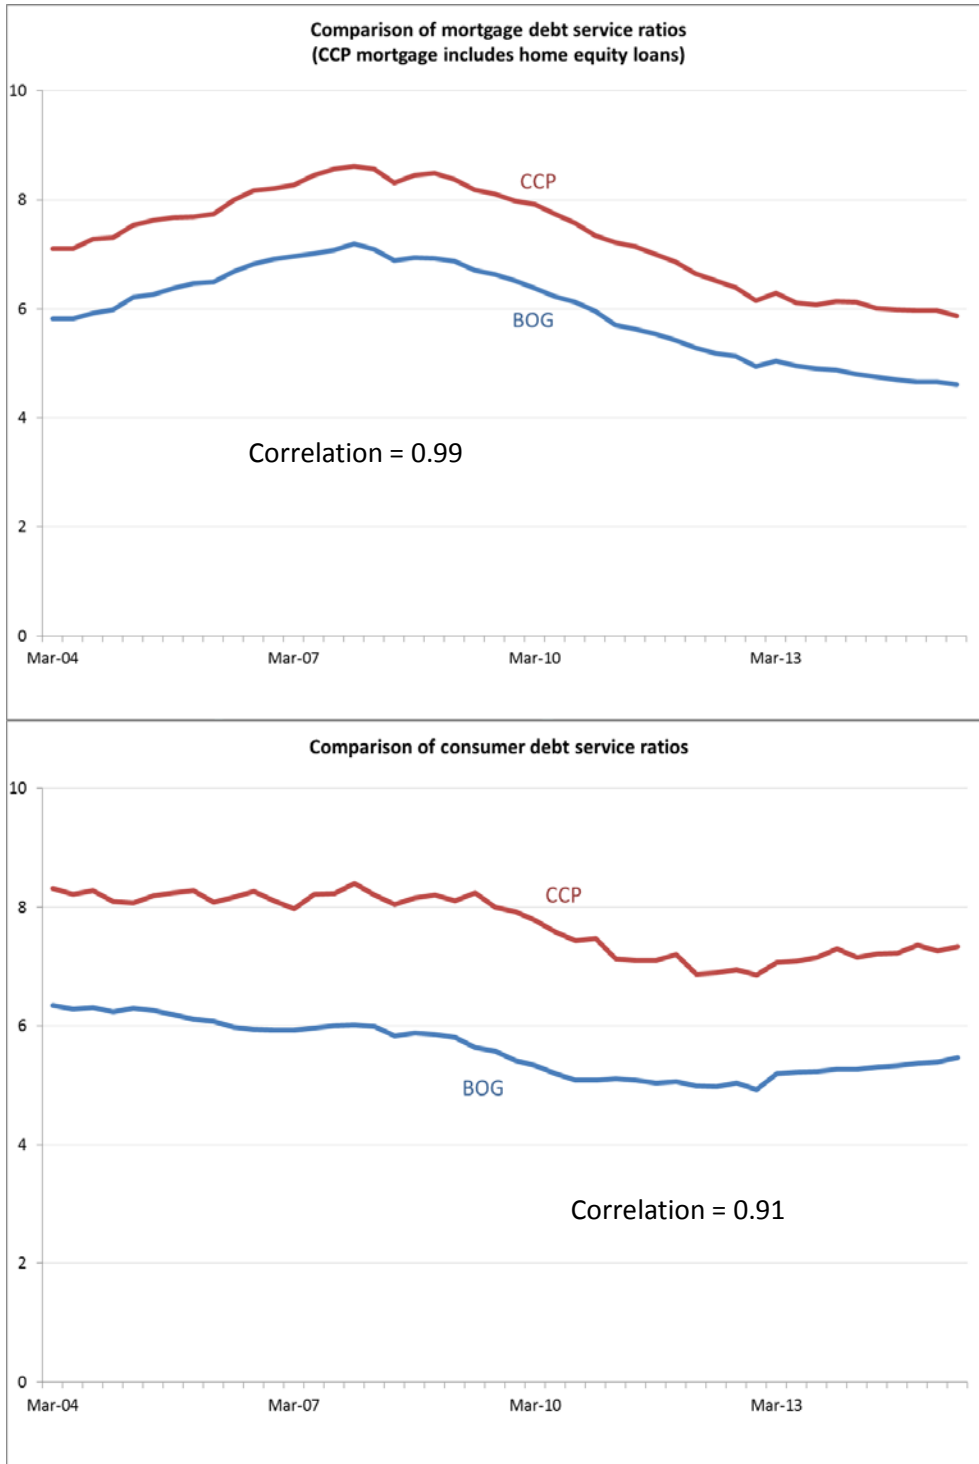 Comparison of mortgage debt service ratios
(CCP mortgage includes home equity loans)
10
8
6
4
2
0
CCP
BOG
Correlation = 0.99
Mar-04 Mar-07 Mar-10 Mar-13
Comparison of consumer debt service ratios
10
8
6
4
2
0
CCP
BOG
Correlation = 0.91
Mar-04 Mar-07 Mar-10 Mar-13